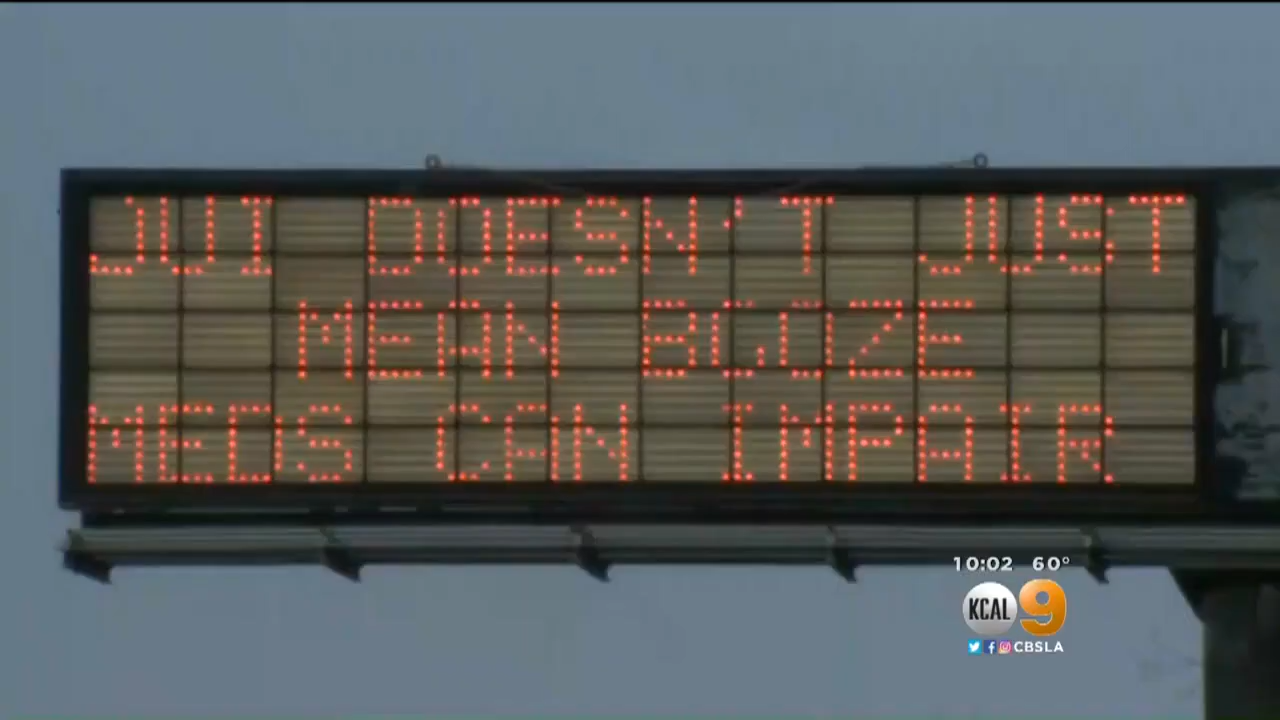 DUI DOESN'T JUST
MEAN BOOZE
MEDS CAN IMPAIR
10:02 60°
KCAL 9
CBSLA